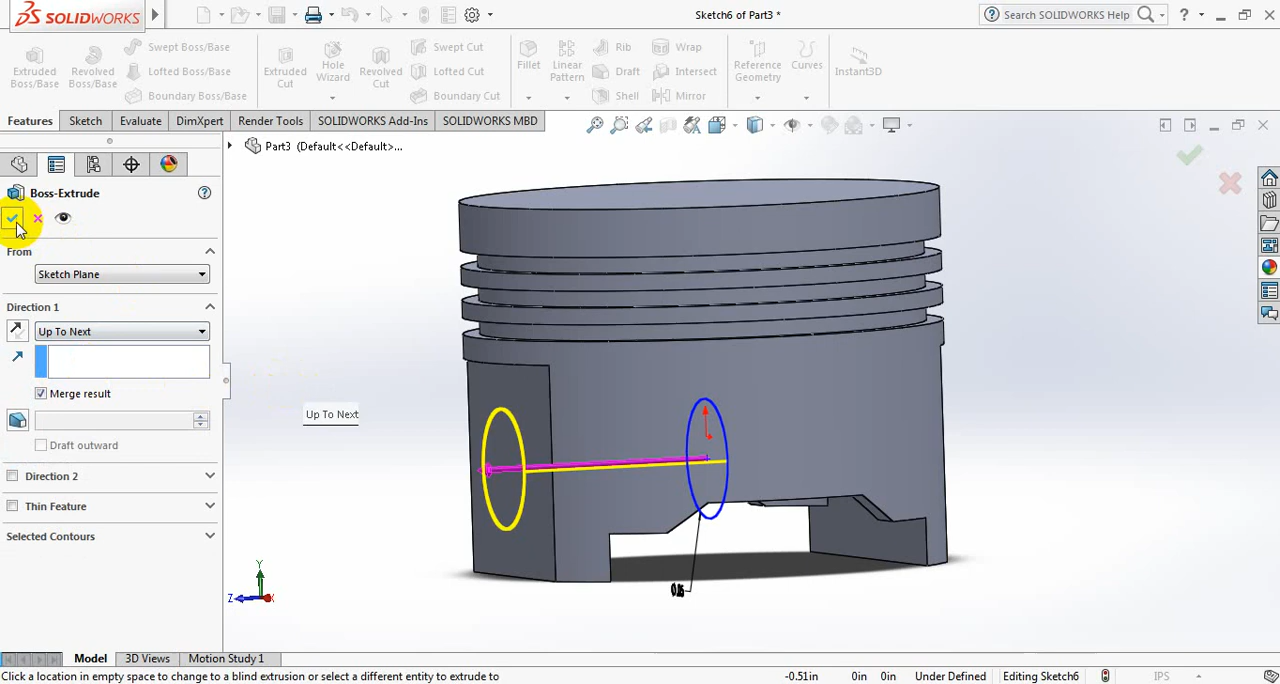 SOLIDWORKS
Sketch6 of Part3 *
Search SOLIDWORKS Help
?
Extruded Boss/Base
Revolved Boss/Base
Swept Boss/Base
Lofted Boss/Base
Boundary Boss/Base
Extruded Cut
Hole Wizard
Revolved Cut
Swept Cut
Lofted Cut
Boundary Cut
Fillet
Linear Pattern
Rib
Draft
Shell
Wrap
Intersect
Mirror
Reference Geometry
Curves
Instant3D
Features
Sketch
Evaluate
DimXpert
Render Tools
SOLIDWORKS Add-Ins
SOLIDWORKS MBD
Part3 (Default<<Default>...
Boss-Extrude
?
From
Sketch Plane
Direction 1
Up To Next
Merge result
Draft outward
Direction 2
Thin Feature
Selected Contours
Up To Next
Y
Z
X
Model
3D Views
Motion Study 1
Click a location in empty space to change to a blind extrusion or select a different entity to extrude to
-0.51in
0in
0in
Under Defined
Editing Sketch6
IPS